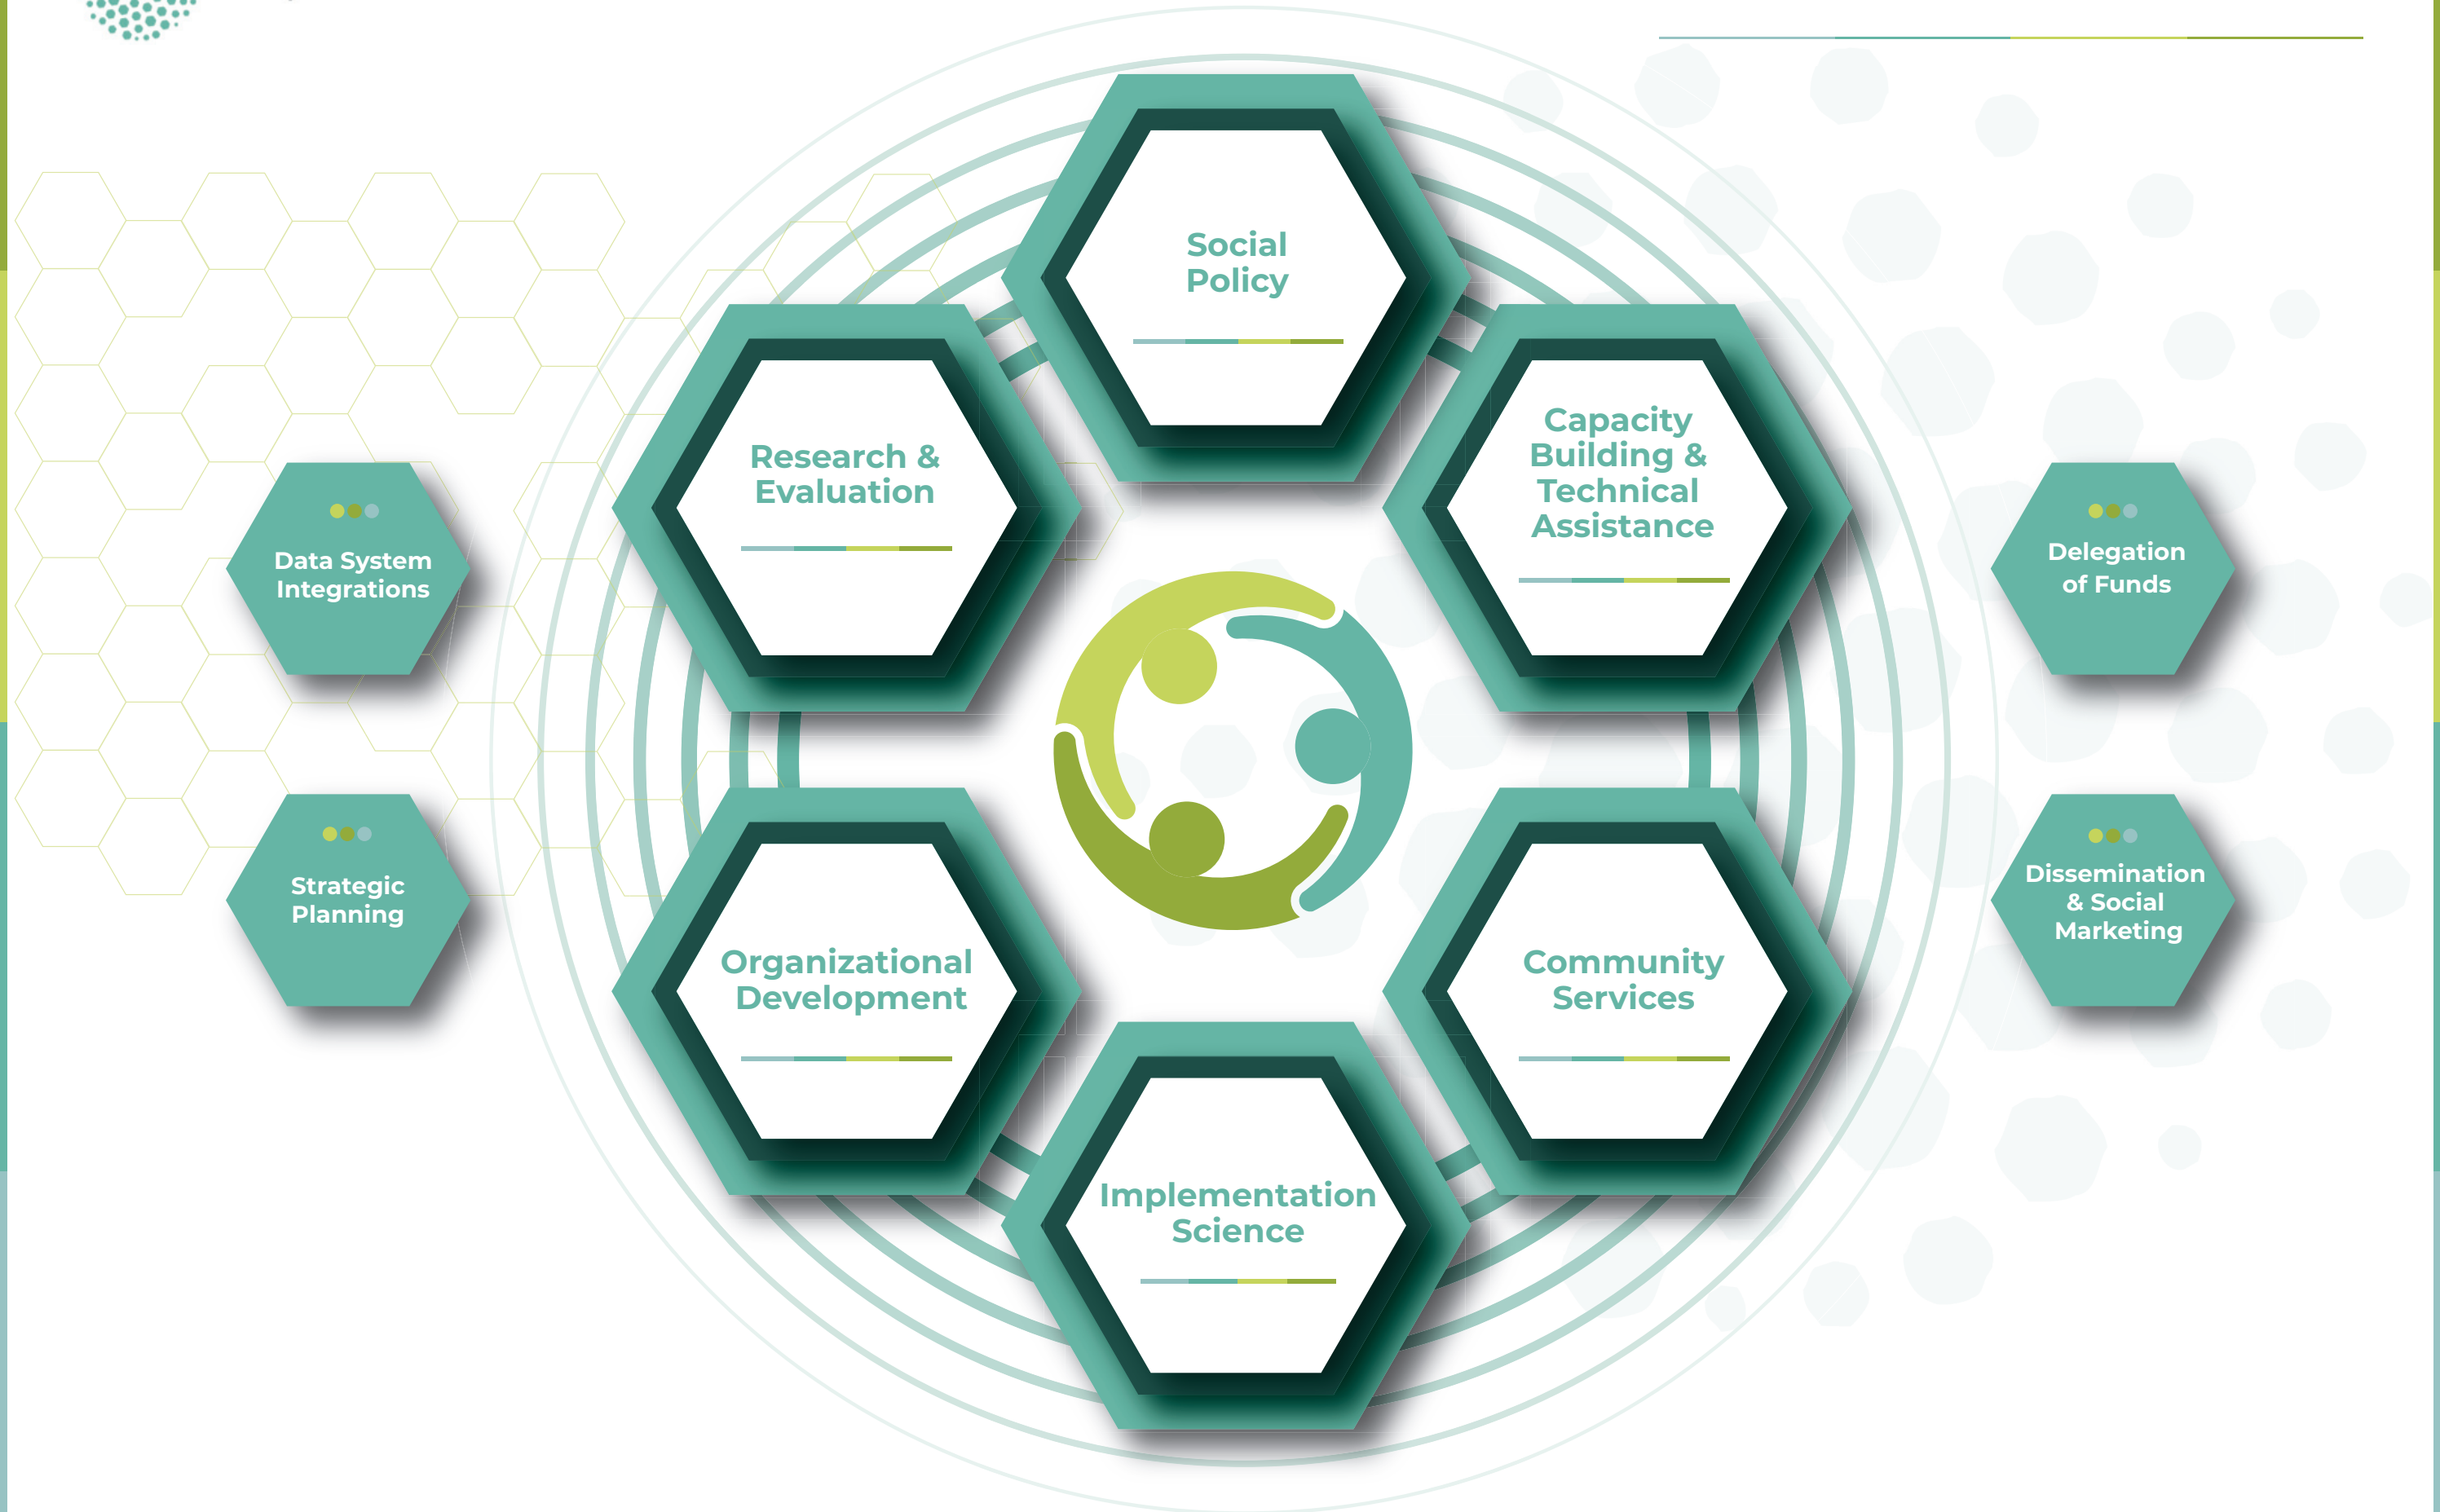 Social
Policy
Research &
Evaluation
Capacity
Building &
Technical
Assistance
Data System
Integrations
Delegation
of Funds
Strategic
Planning
Dissemination
& Social
Marketing
Organizational
Development
Community
Services
Implementation
Science